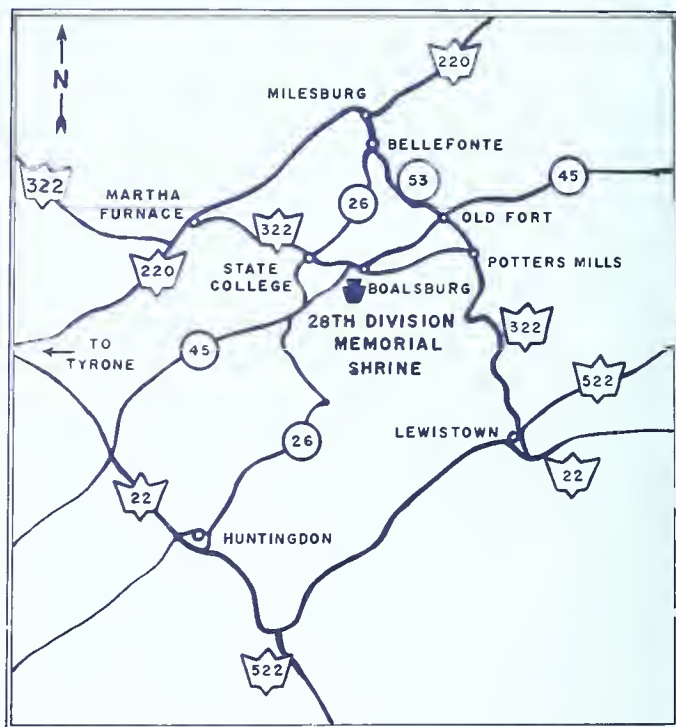 N
220
MILESBURG
BELLEFONTE
322
53
45
MARTHA
FURNACE
26
OLD FORT
322
220
STATE
COLLEGE
POTTERS MILLS
BOALSBURG
28TH DIVISION
MEMORIAL
SHRINE
322
TO
TYRONE
45
522
26
LEWISTOWN
22
22
HUNTINGDON
522